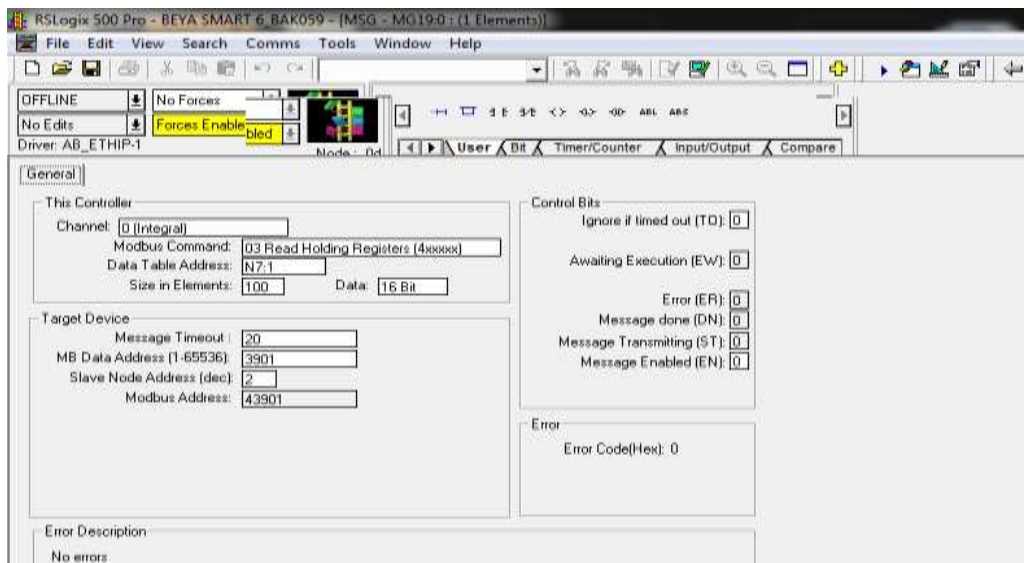 RSLogix 500 Pro - BEYA SMART 6_BAK059 - [MSG - MG19:0 : (1 Elements)]
File Edit View Search Comms Tools Window Help
OFFLINE No Forces
No Edits Forces Enable bled
Driver: AB_ETHIP-1 Node : 0d
ABL ABS
User Bit Timer/Counter Input/Output Compare
General
This Controller
Channel: 0 (Integral)
Modbus Command: 03 Read Holding Registers (4xxxxx)
Data Table Address: N7:1
Size in Elements: 100 Data: 16 Bit
Target Device
Message Timeout : 20
MB Data Address (1-65536): 3901
Slave Node Address (dec): 2
Modbus Address: 43901
Control Bits
Ignore if timed out (TO): 0
Awaiting Execution (EW): 0
Error (ER): 0
Message done (DN): 0
Message Transmitting (ST): 0
Message Enabled (EN): 0
Error
Error Code(Hex): 0
Error Description
No errors